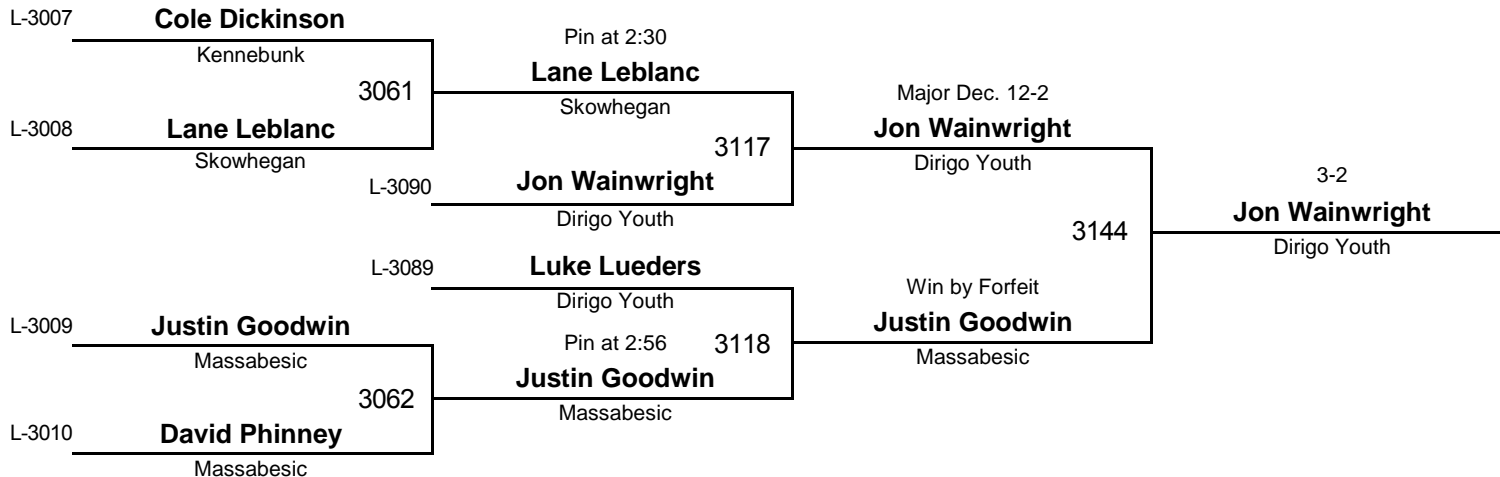 L-3007
Cole Dickinson
Kennebunk
3061
L-3008
Lane Leblanc
Skowhegan
Pin at 2:30
Lane Leblanc
Skowhegan
3117
L-3090
Jon Wainwright
Dirigo Youth
Major Dec. 12-2
Jon Wainwright
Dirigo Youth
3144
3-2
Jon Wainwright
Dirigo Youth
L-3089
Luke Lueders
Dirigo Youth
3118
Win by Forfeit
Justin Goodwin
Massabesic
L-3009
Justin Goodwin
Massabesic
3062
Pin at 2:56
Justin Goodwin
Massabesic
L-3010
David Phinney
Massabesic